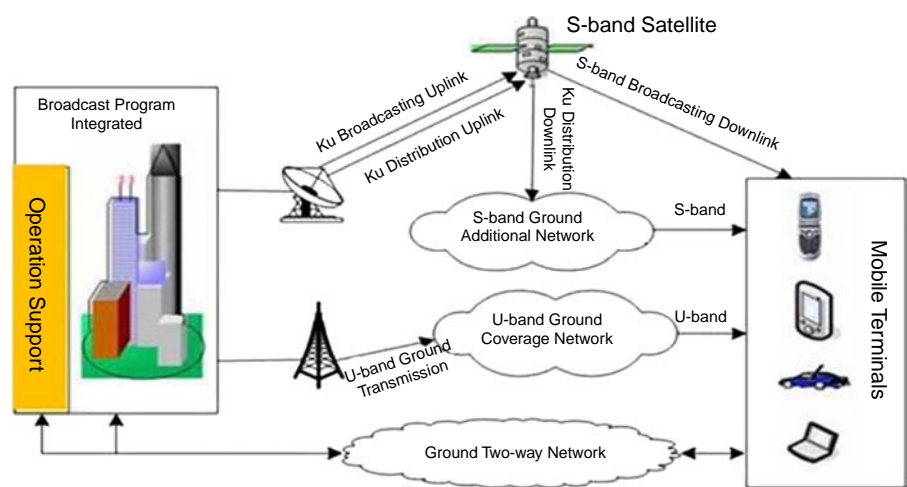 S-band Satellite
Broadcast Program
Integrated
Operation Support
Ku Broadcasting Uplink
Ku Distribution Uplink
Ku Distribution
Downlink
S-band Broadcasting Downlink
S-band Ground
Additional Network
S-band
U-band Ground
Transmission
U-band Ground
Coverage Network
U-band
Ground Two-way Network
Mobile Terminals